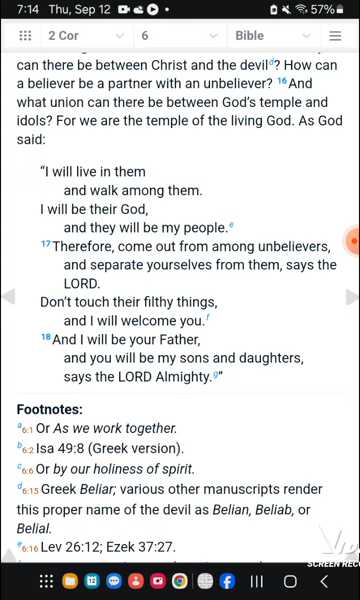 7:14 Thu, Sep 12 57%
2 Cor 6 Bible
can there be between Christ and the devil d? How can
a believer be a partner with an unbeliever? 16 And
what union can there be between God's temple and
idols? For we are the temple of the living God. As God
said:
"I will live in them
and walk among them.
I will be their God,
and they will be my people. e
17 Therefore, come out from among unbelievers,
and separate yourselves from them, says the
LORD.
Don't touch their filthy things,
and I will welcome you. f
18 And I will be your Father,
and you will be my sons and daughters,
says the LORD Almighty. g"
Footnotes:
a 6:1 Or As we work together.
b 6:2 Isa 49:8 (Greek version).
c 6:6 Or by our holiness of spirit.
d 6:15 Greek Beliar; various other manuscripts render
this proper name of the devil as Belian, Beliab, or
Belial.
e 6:16 Lev 26:12; Ezek 37:27.
SCREEN REC
12